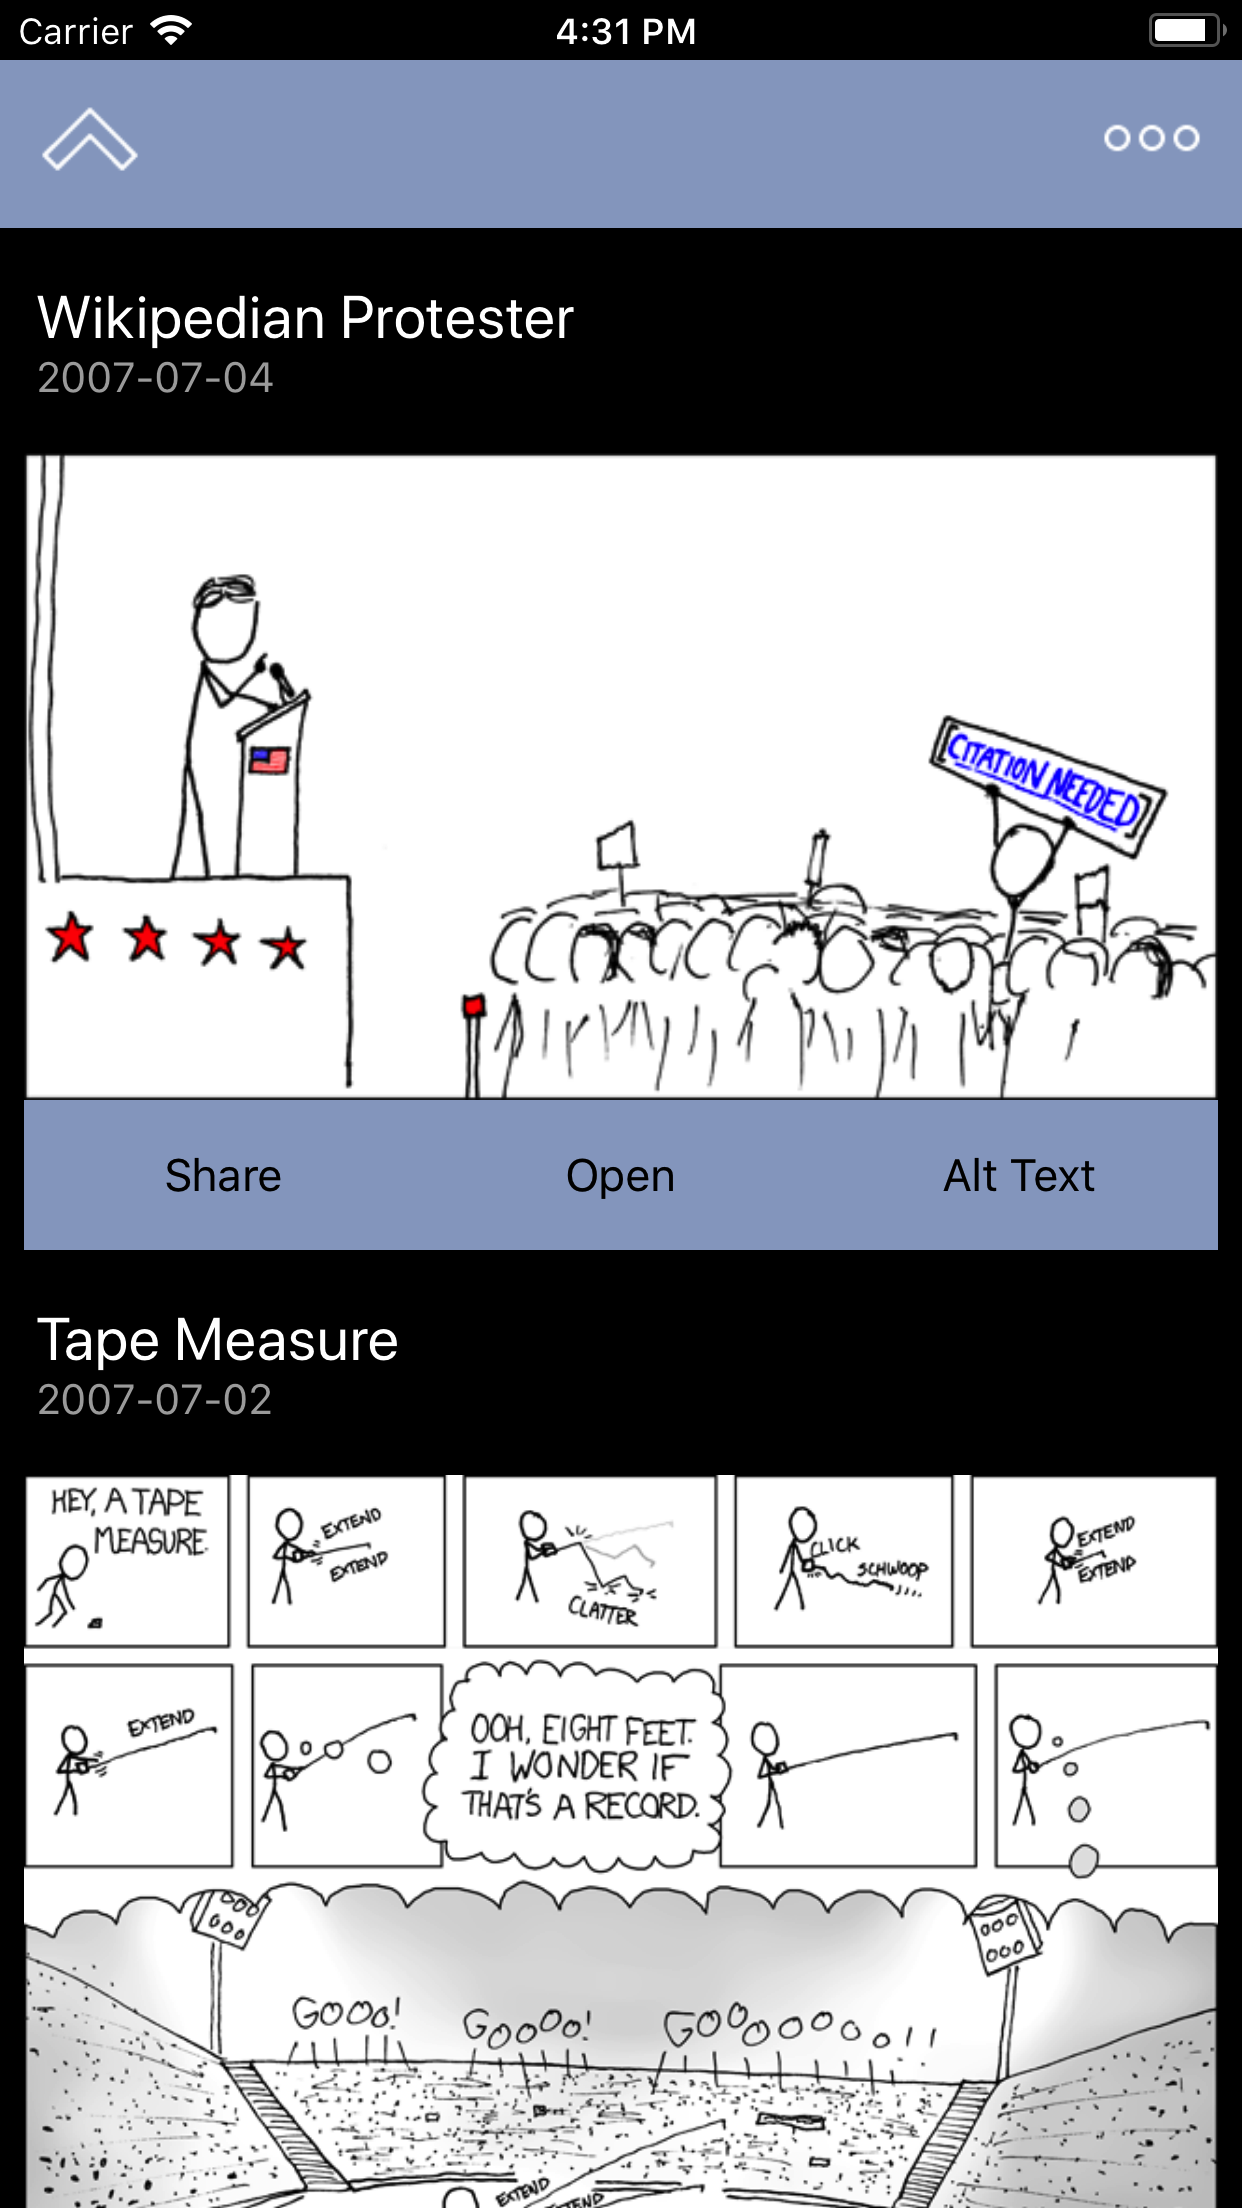 Carrier
4:31 PM
Wikipedian Protester
2007-07-04
[CITATION NEEDED]
Share
Open
Alt Text
Tape Measure
2007-07-02
HEY, A TAPE
MEASURE.
EXTEND
EXTEND
CLATTER
CLICK
SCHWOOP
EXTEND
EXTEND
EXTEND
OOH, EIGHT FEET.
I WONDER IF
THAT'S A RECORD.
GOOO!
GOOOO!
GOOOOOOO!!
EXTEND